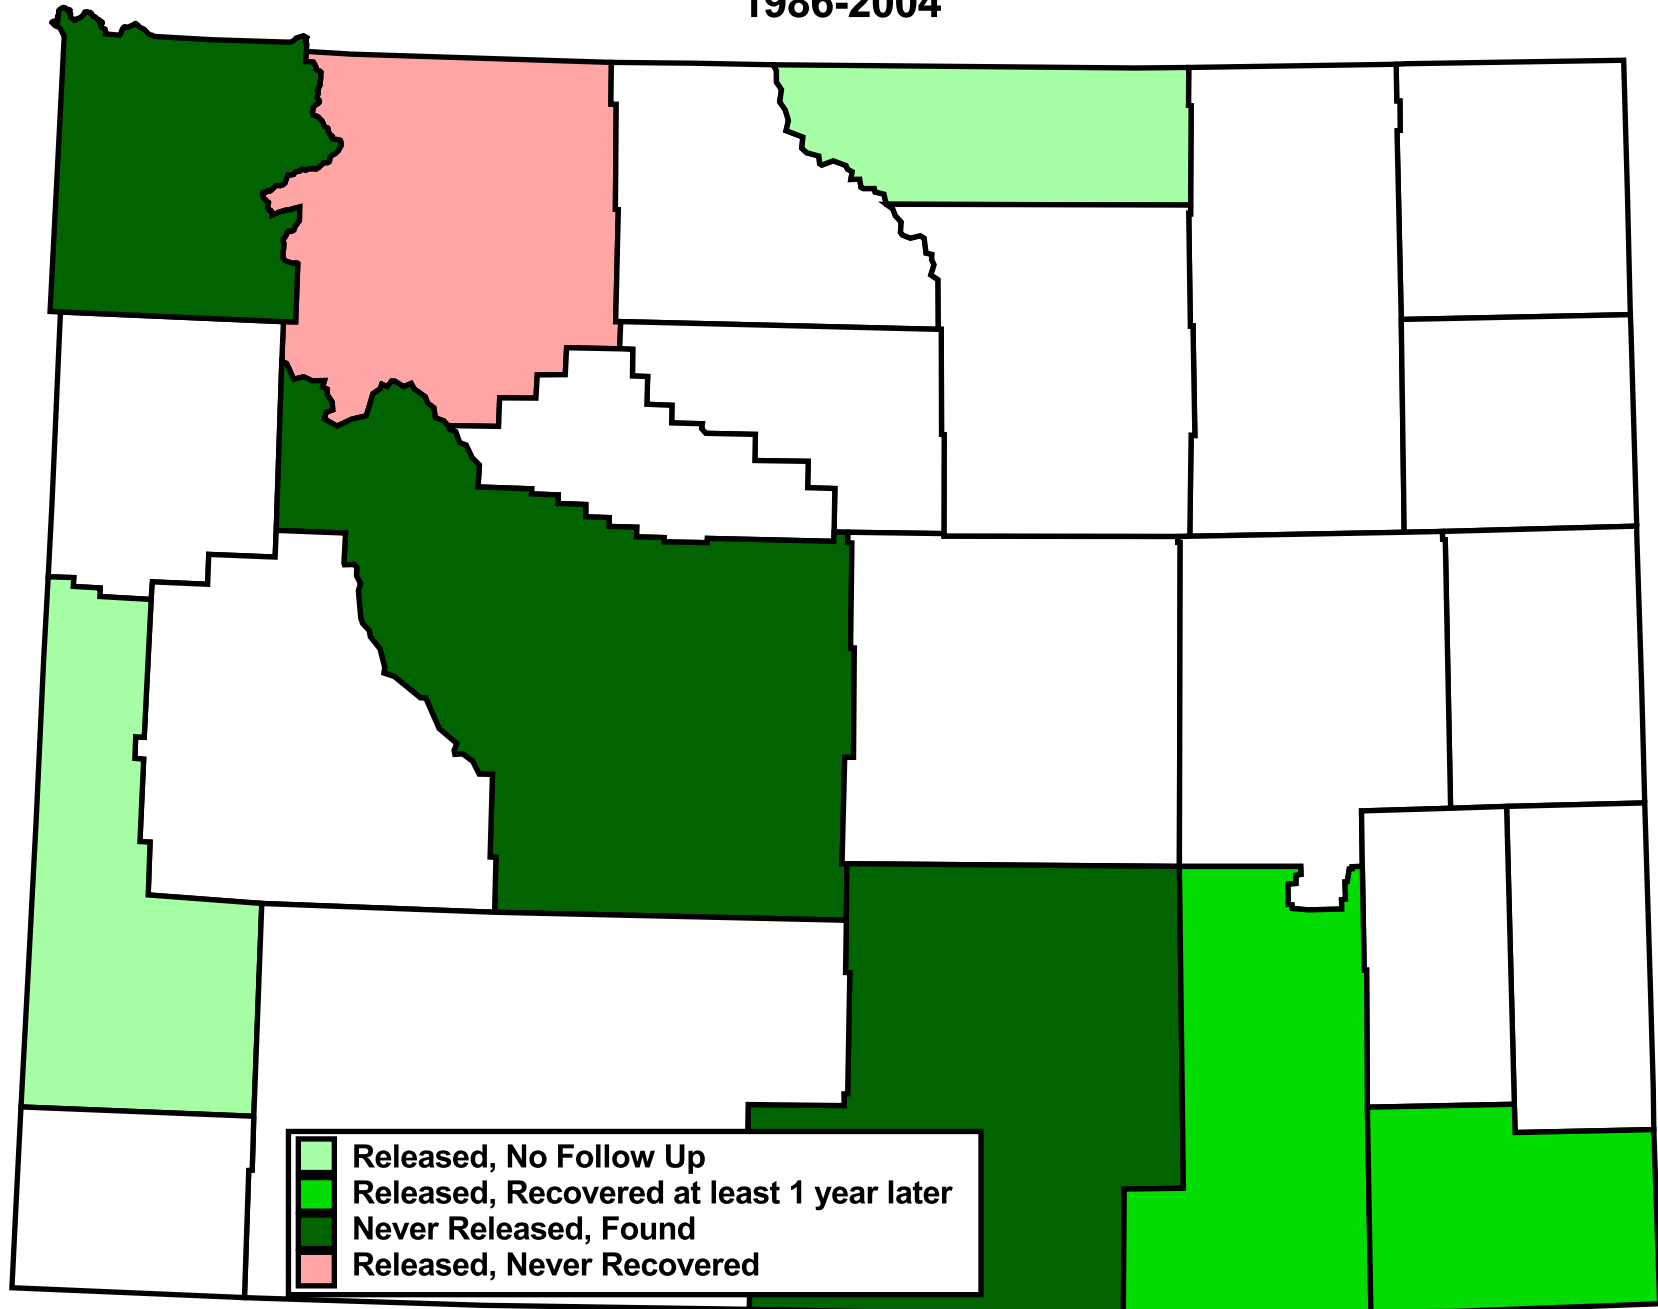 1986-2004
Released, No Follow Up
Released, Recovered at least 1 year later
Never Released, Found
Released, Never Recovered